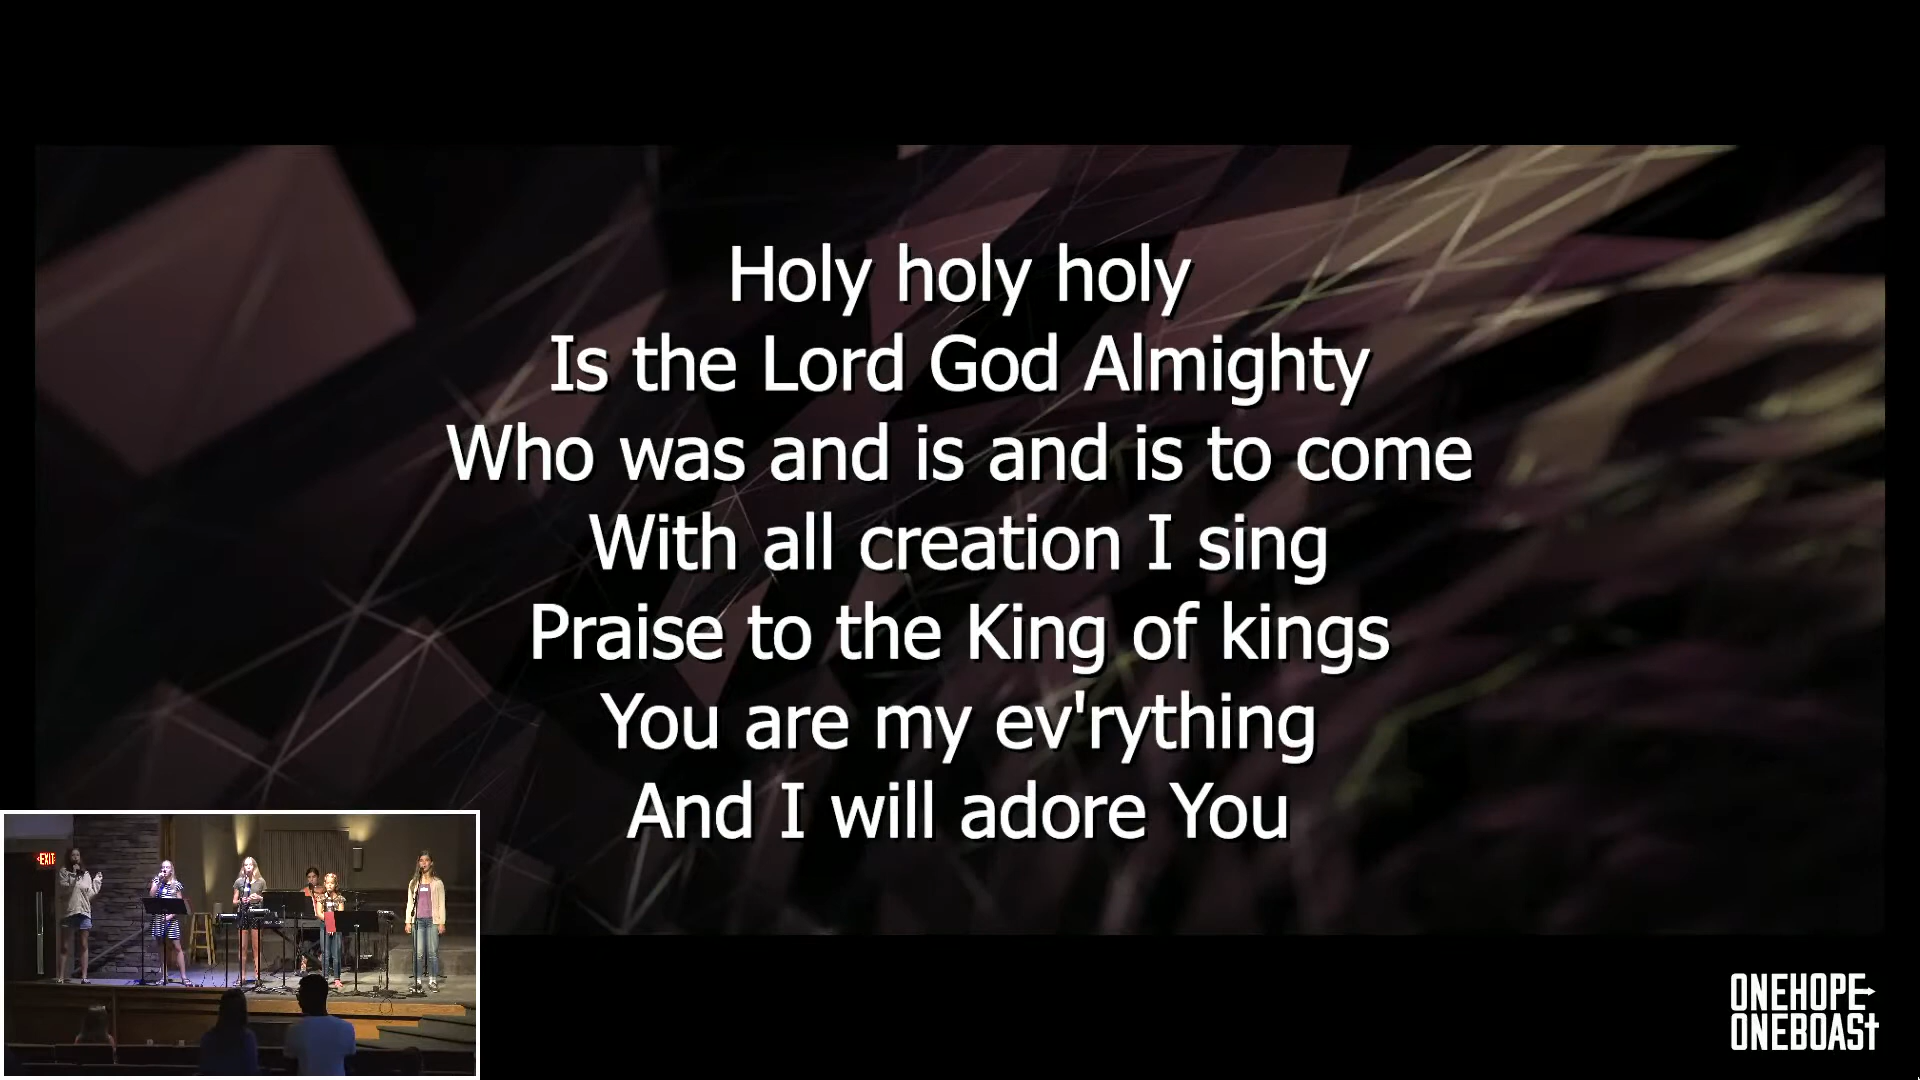 Holy holy holy
Is the Lord God Almighty
Who was and is and is to come
With all creation I sing
Praise to the King of kings
You are my ev'rything
And I will adore You
EXIT
ONEHOPE
ONEBOAST